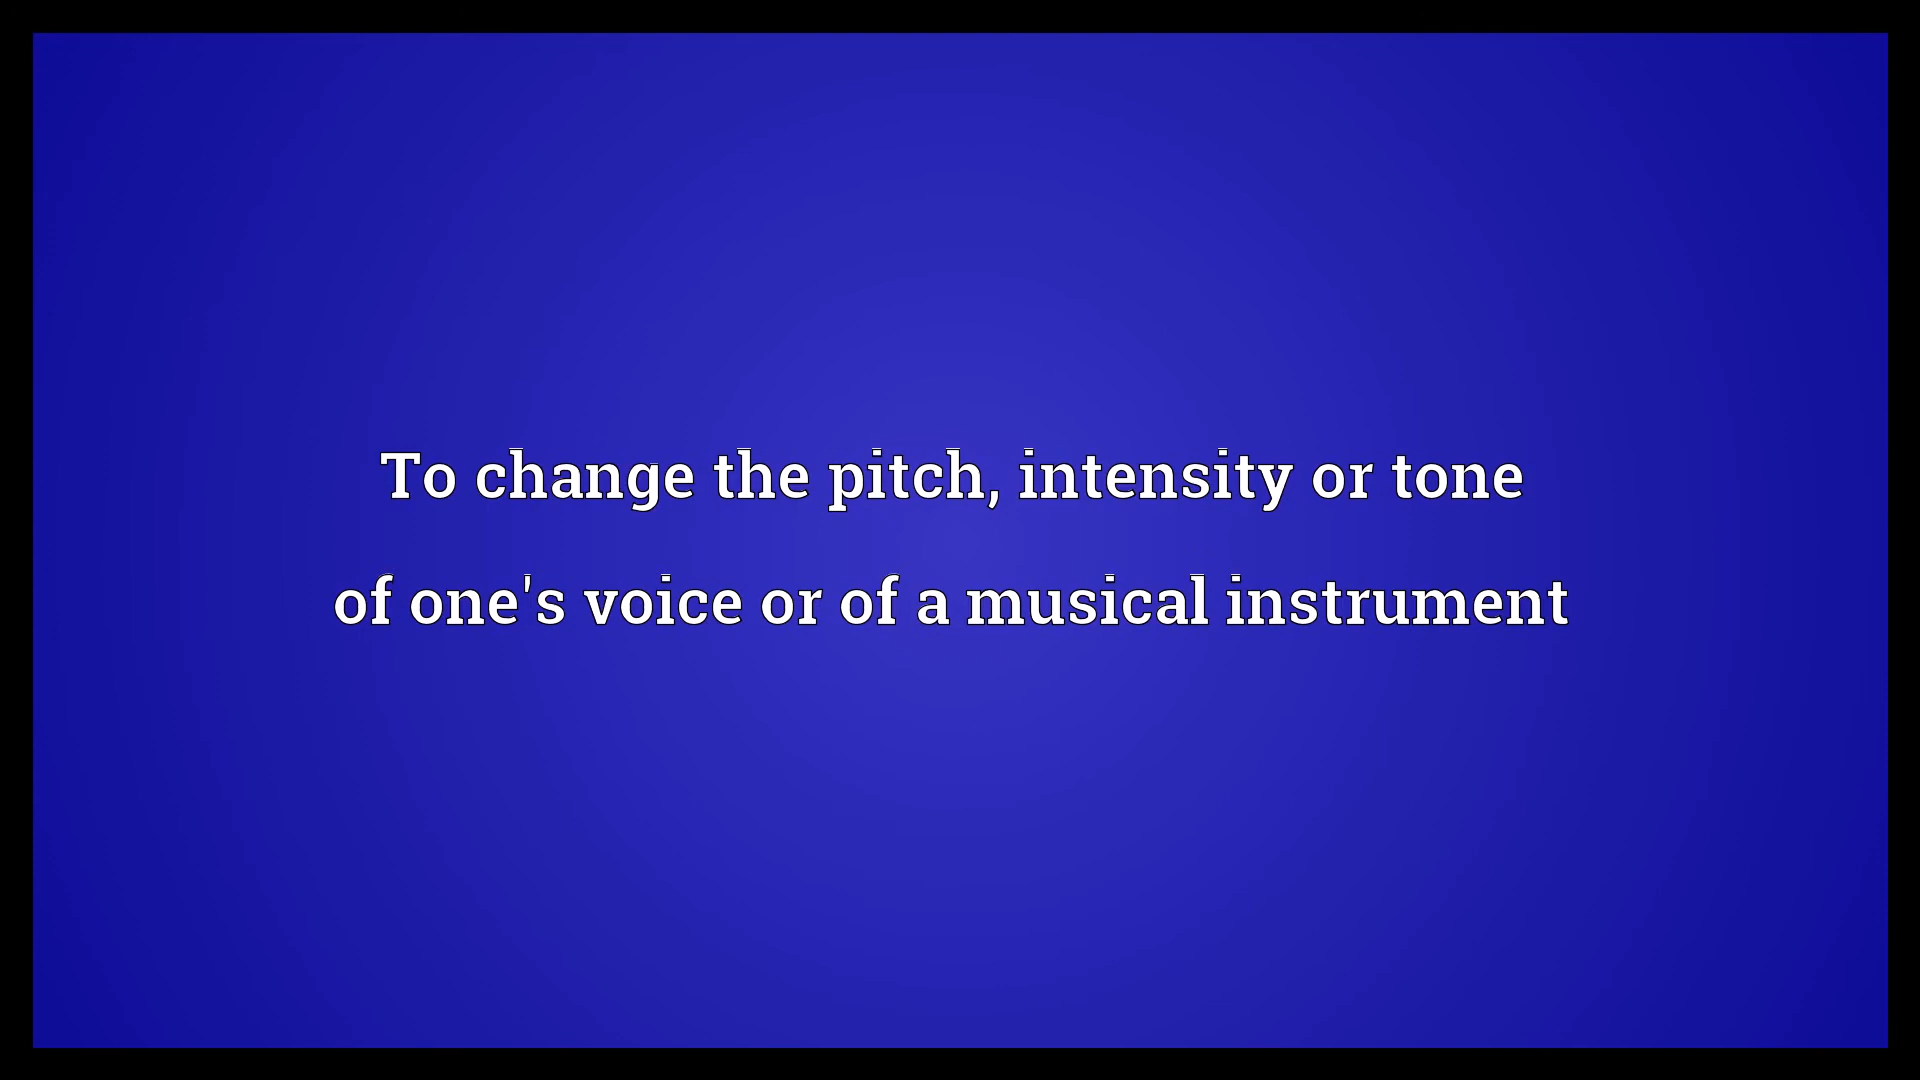 To change the pitch, intensity or tone
of one's voice or of a musical instrument